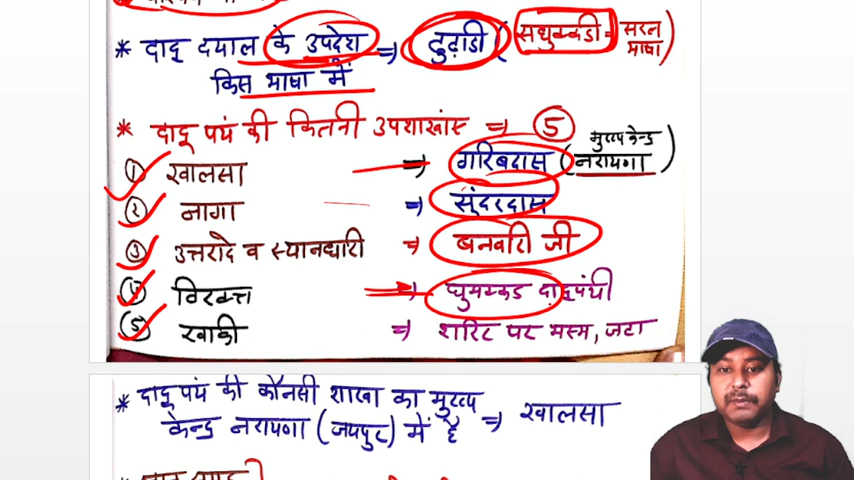 * दादू दयाल के उपदेश ⇒ ढुढाडी (सधुक्कडी = सरल
किस भाषा में भाषा)
* दादू पंथ की कितनी उपशाखांए ⇒ 5
① खालसा ⇒ गरिबदास (मुख्य केन्द्र नरायणा)
② नागा ⇒ सूंदरदास
③ उत्तरादे व स्थानधारी ⇒ बनवारी जी
④ विरक्त ⇒ घुमक्कड दादूपंथी
⑤ खाकी ⇒ शरिर पर भस्म, जटा
* दादू पंथ की कौनसी शाखा का मुख्य
केन्द्र नरायणा (जयपुर) में है ⇒ खालसा